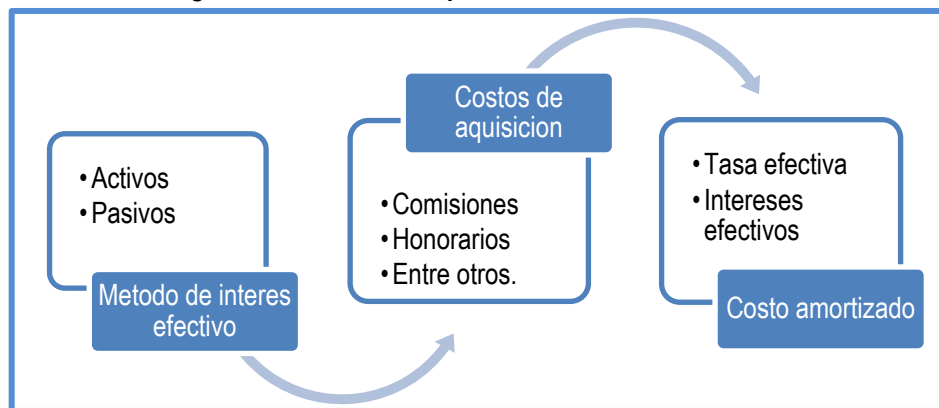 •Activos
•Pasivos
Metodo de interes
efectivo
Costos de
aquisicion
•Comisiones
•Honorarios
•Entre otros.
•Tasa efectiva
•Intereses
efectivos
Costo amortizado